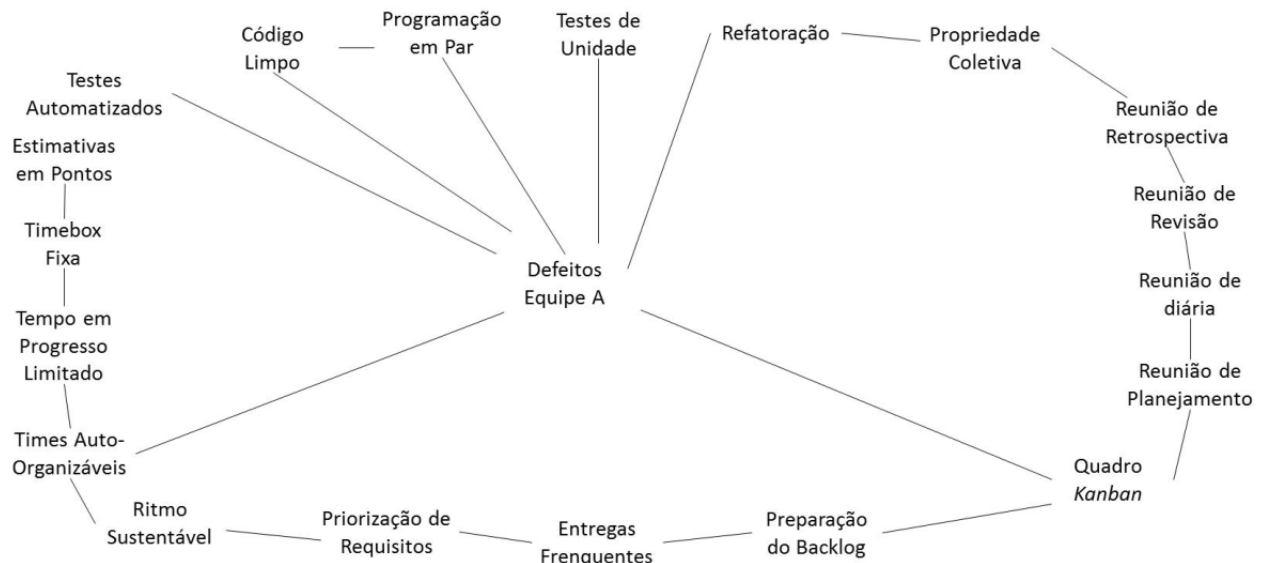 Programação
em Par
Testes de
Unidade
Código
Limpo
Refatoração
Propriedade
Coletiva
Testes
Automatizados
Reunião de
Retrospectiva
Estimativas
em Pontos
Reunião de
Revisão
Timebox
Fixa
Defeitos
Equipe A
Reunião de
diária
Tempo em
Progresso
Limitado
Reunião de
Planejamento
Times Auto-
Organizáveis
Quadro
Kanban
Ritmo
Sustentável
Priorização de
Requisitos
Entregas
Frenquentes
Preparação
do Backlog